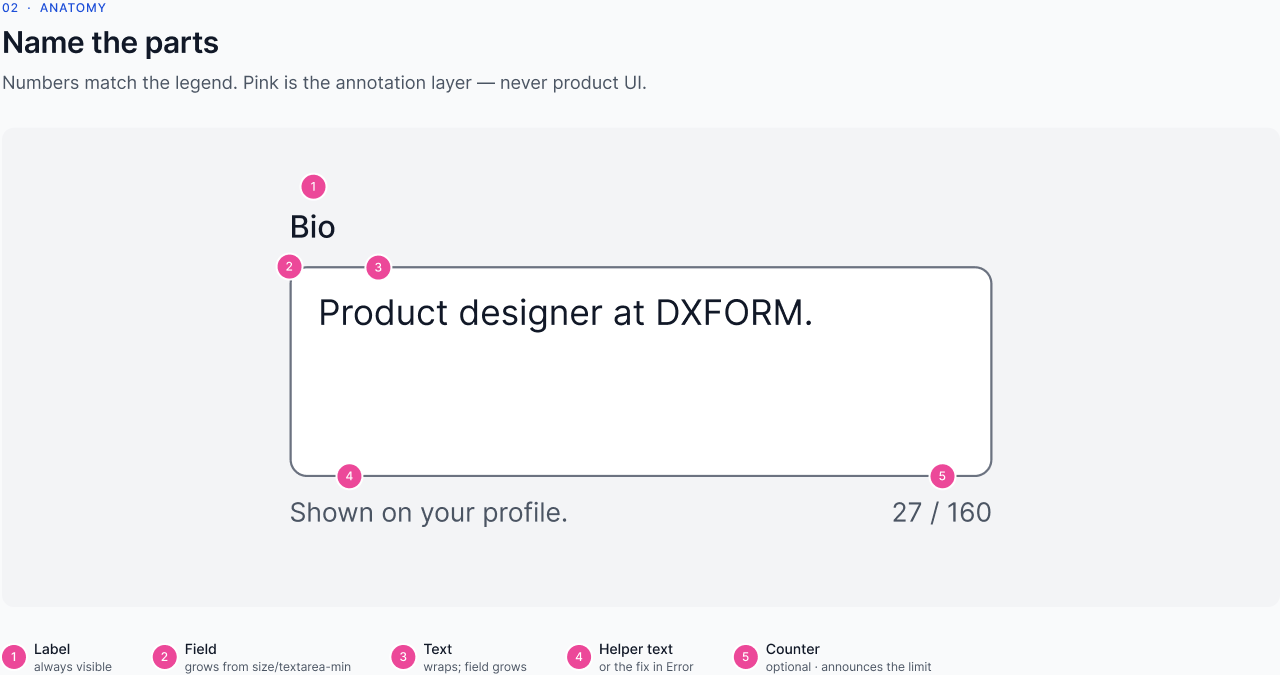 02 · ANATOMY
Name the parts
Numbers match the legend. Pink is the annotation layer — never product UI.
1
Bio
2
3
Product designer at DXFORM.
4
5
Shown on your profile.
27 / 160
1 Label
always visible
2 Field
grows from size/textarea-min
3 Text
wraps; field grows
4 Helper text
or the fix in Error
5 Counter
optional · announces the limit